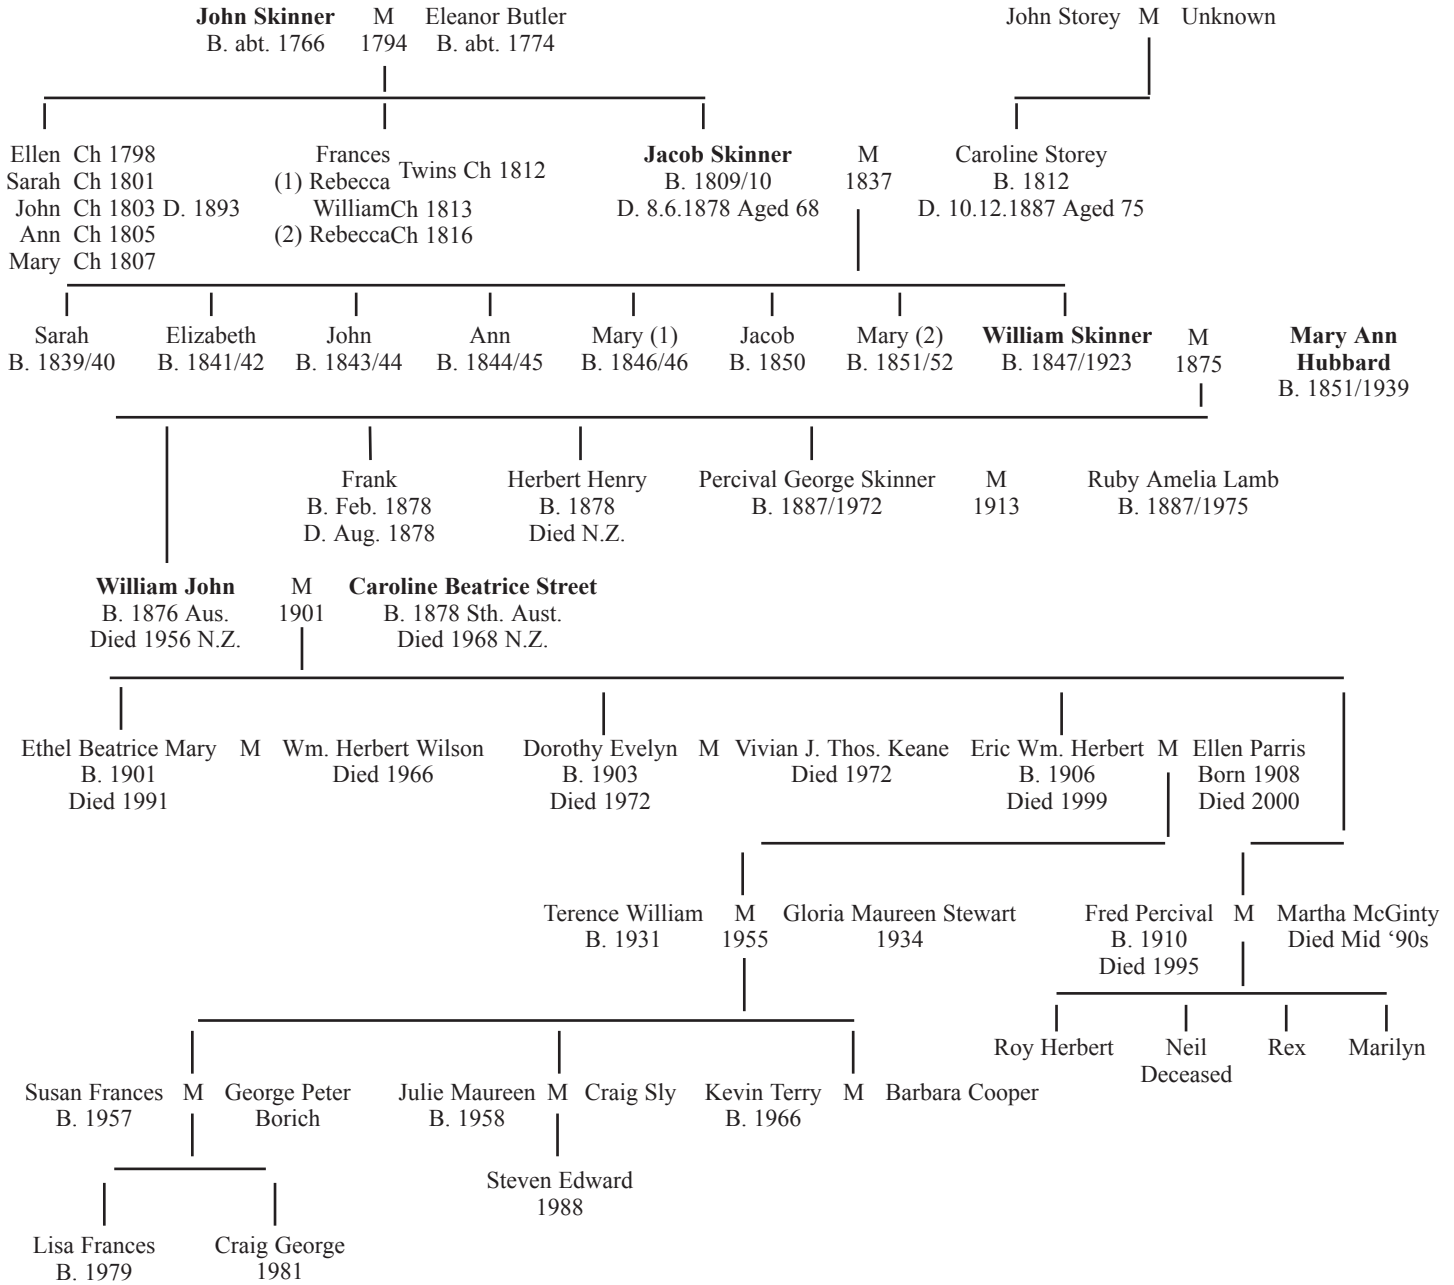 John Skinner M Eleanor Butler John Storey M Unknown
B. abt. 1766 1794 B. abt. 1774
Ellen Ch 1798
Sarah Ch 1801
John Ch 1803 D. 1893
Ann Ch 1805
Mary Ch 1807
Frances
(1) Rebecca Twins Ch 1812
William Ch 1813
(2) Rebecca Ch 1816
Jacob Skinner M Caroline Storey
B. 1809/10 1837 B. 1812
D. 8.6.1878 Aged 68 D. 10.12.1887 Aged 75
Sarah Elizabeth John Ann Mary (1) Jacob Mary (2) William Skinner M Mary Ann
B. 1839/40 B. 1841/42 B. 1843/44 B. 1844/45 B. 1846/46 B. 1850 B. 1851/52 B. 1847/1923 1875 Hubbard
B. 1851/1939
Frank Herbert Henry Percival George Skinner M Ruby Amelia Lamb
B. Feb. 1878 B. 1878 B. 1887/1972 1913 B. 1887/1975
D. Aug. 1878 Died N.Z.
William John M Caroline Beatrice Street
B. 1876 Aus. 1901 B. 1878 Sth. Aust.
Died 1956 N.Z. Died 1968 N.Z.
Ethel Beatrice Mary M Wm. Herbert Wilson Dorothy Evelyn M Vivian J. Thos. Keane Eric Wm. Herbert M Ellen Parris
B. 1901 Died 1966 B. 1903 Died 1972 B. 1906 Born 1908
Died 1991 Died 1972 Died 1999 Died 2000
Terence William M Gloria Maureen Stewart Fred Percival M Martha McGinty
B. 1931 1955 1934 B. 1910 Died Mid ‘90s
Died 1995
Roy Herbert Neil Rex Marilyn
Deceased
Susan Frances M George Peter Julie Maureen M Craig Sly Kevin Terry M Barbara Cooper
B. 1957 Borich B. 1958 B. 1966
Steven Edward
1988
Lisa Frances Craig George
B. 1979 1981